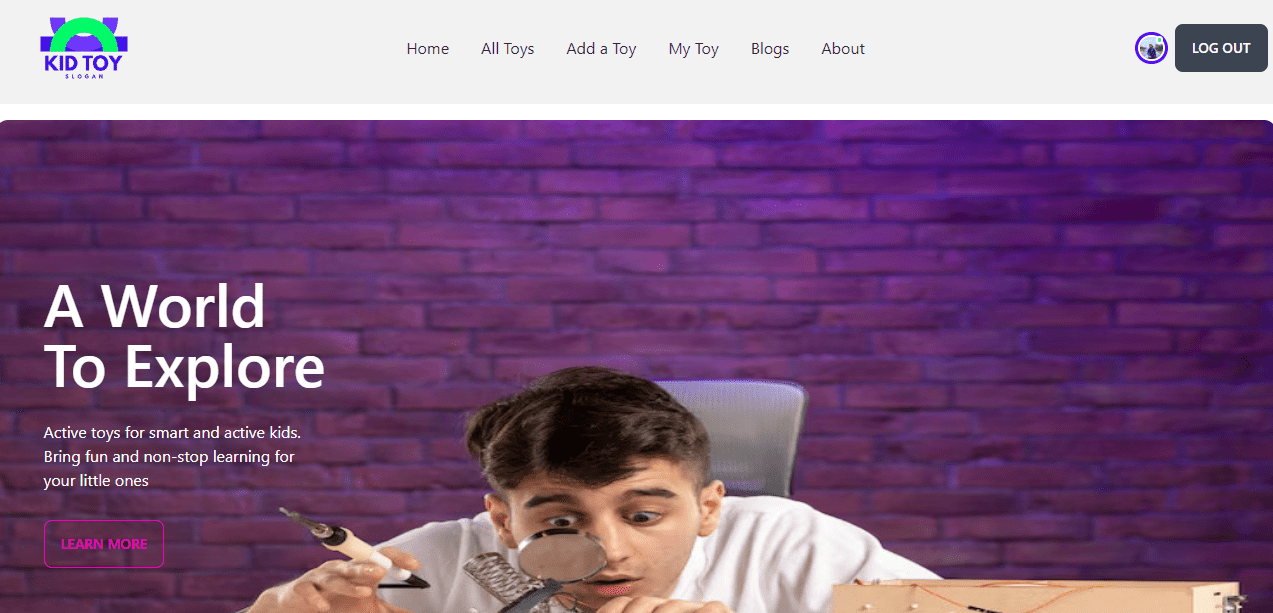 KID TOY
SLOGAN
Home
All Toys
Add a Toy
My Toy
Blogs
About
LOG OUT
A World
To Explore
Active toys for smart and active kids.
Bring fun and non-stop learning for
your little ones
LEARN MORE